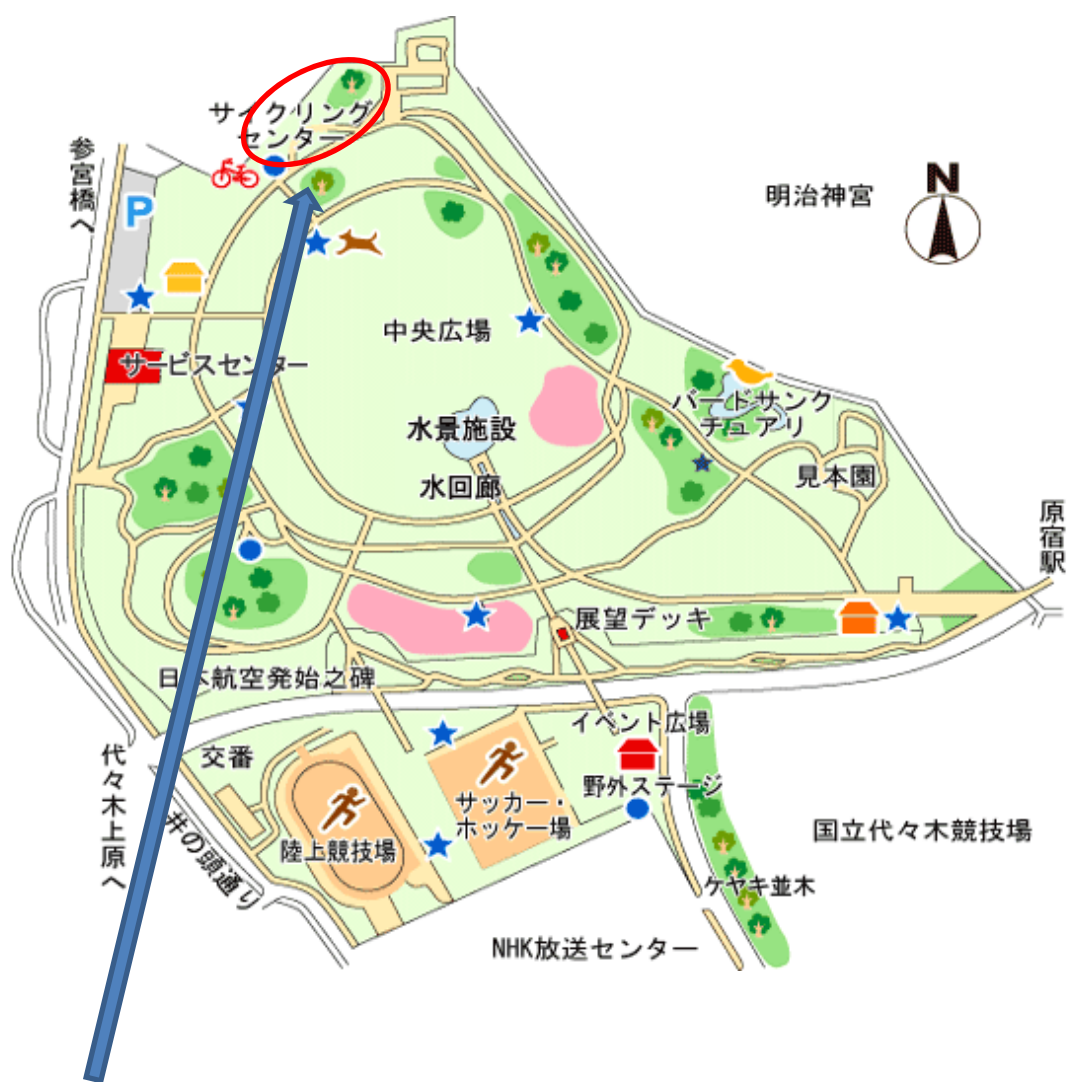 サイクリング
センター
参宮橋へ
P
N
明治神宮
中央広場
サービスセンター
バードサンク
チュアリ
水景施設
水回廊
見本園
原宿駅
展望デッキ
日本航空発始之碑
イベント広場
交番
野外ステージ
代々木上原へ
サッカー・
ホッケー場
井の頭通り
陸上競技場
国立代々木競技場
ケヤキ並木
NHK放送センター